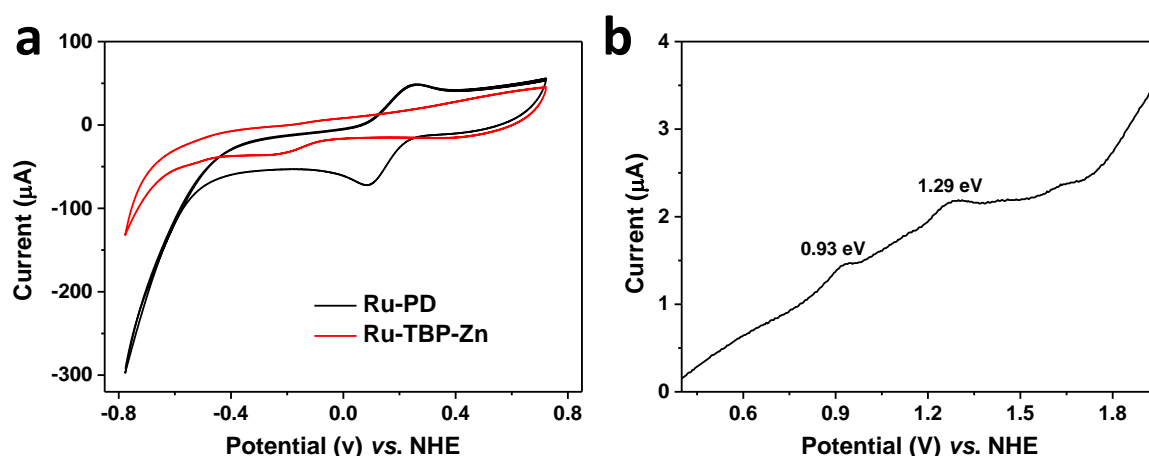 a
100
0
-100
-200
-300
Current (μA)
-0.8
-0.4
0.0
0.4
0.8
Potential (v) vs. NHE
Ru-PD
Ru-TBP-Zn
b
4
3
2
1
0
Current (μA)
0.6
0.9
1.2
1.5
1.8
Potential (V) vs. NHE
0.93 eV
1.29 eV